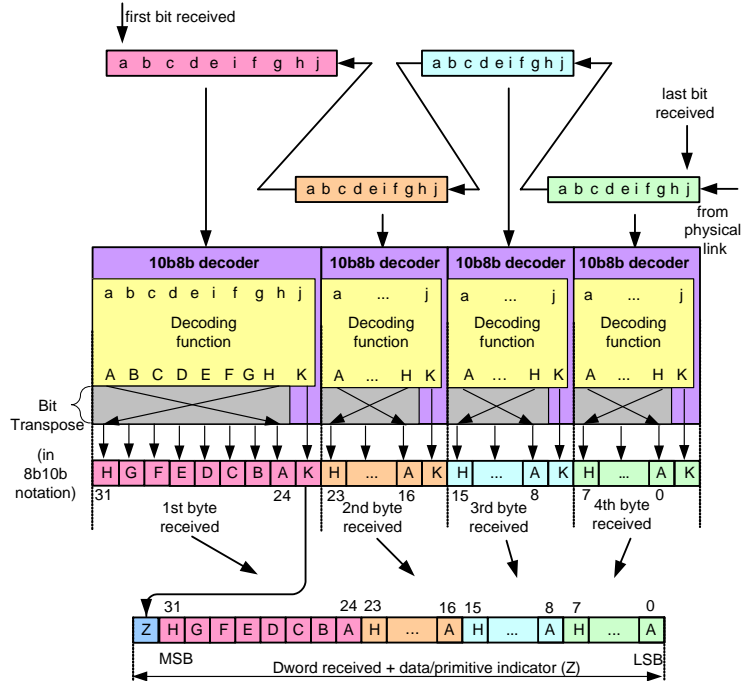 first bit received
a b c d e i f g h j
a b c d e i f g h j
last bit
received
a b c d e i f g h j
a b c d e i f g h j
from
physical
link
10b8b decoder
10b8b decoder
10b8b decoder
10b8b decoder
a b c d e i f g h j
a ... j
a ... j
a ... j
Decoding
function
Decoding
function
Decoding
function
Decoding
function
A B C D E F G H K
A ... H K
A ... H K
A ... H K
Bit
Transpose
(in
8b10b
notation)
H G F E D C B A K
H ... A K
H ... A K
H ... A K
31 24
23 16
15 8
7 0
1st byte
received
2nd byte
received
3rd byte
received
4th byte
received
31 24 23 16 15 8 7 0
Z H G F E D C B A H ... A H ... A H ... A
MSB LSB
Dword received + data/primitive indicator (Z)